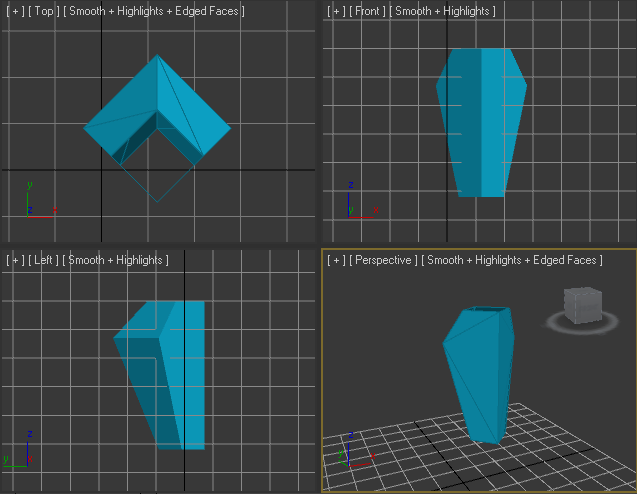 [ + ] [ Top ] [ Smooth + Highlights + Edged Faces ]
[ + ] [ Front ] [ Smooth + Highlights ]
y
z
x
z
y
x
[ + ] [ Left ] [ Smooth + Highlights ]
[ + ] [ Perspective ] [ Smooth + Highlights + Edged Faces ]
z
y
x
z
y
x